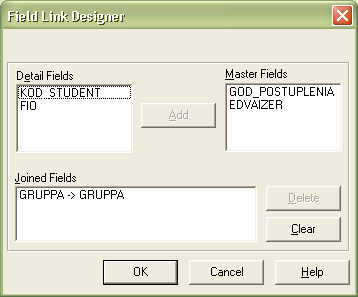 Field Link Designer
Detail Fields
KOD_STUDENT
FIO
Add
Master Fields
GOD_POSTUPLENIA
EDVAIZER
Joined Fields
GRUPPA -> GRUPPA
Delete
Clear
OK
Cancel
Help